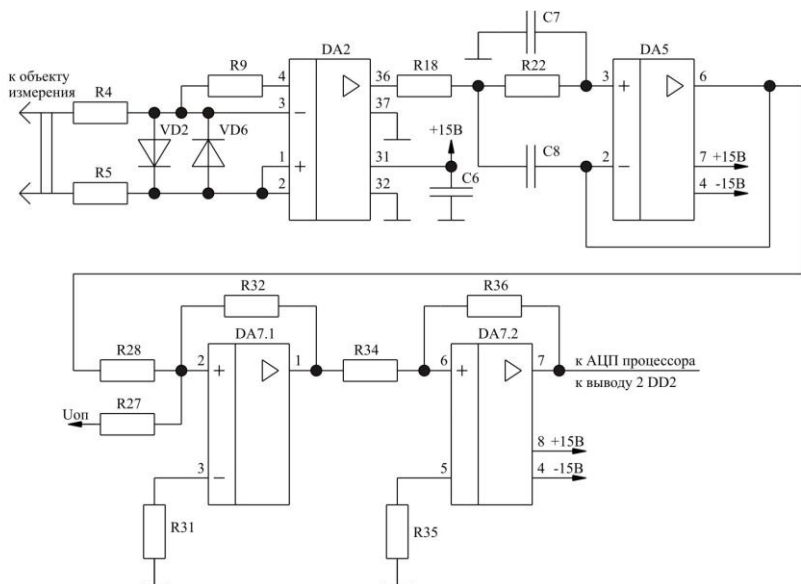 C7
DA2
DA5
к объекту
измерения
R4
R9
4
36
R18
R22
3
+
6
3
−
37
VD2
VD6
+15В
1
+
31
C8
2
−
7
+15В
R5
2
32
C6
4
-15В
R32
R36
R28
DA7.1
R34
DA7.2
2
+
1
6
+
7
к АЦП процессора
к выводу 2 DD2
R27
Uоп
8
+15В
3
−
5
4
-15В
R31
R35